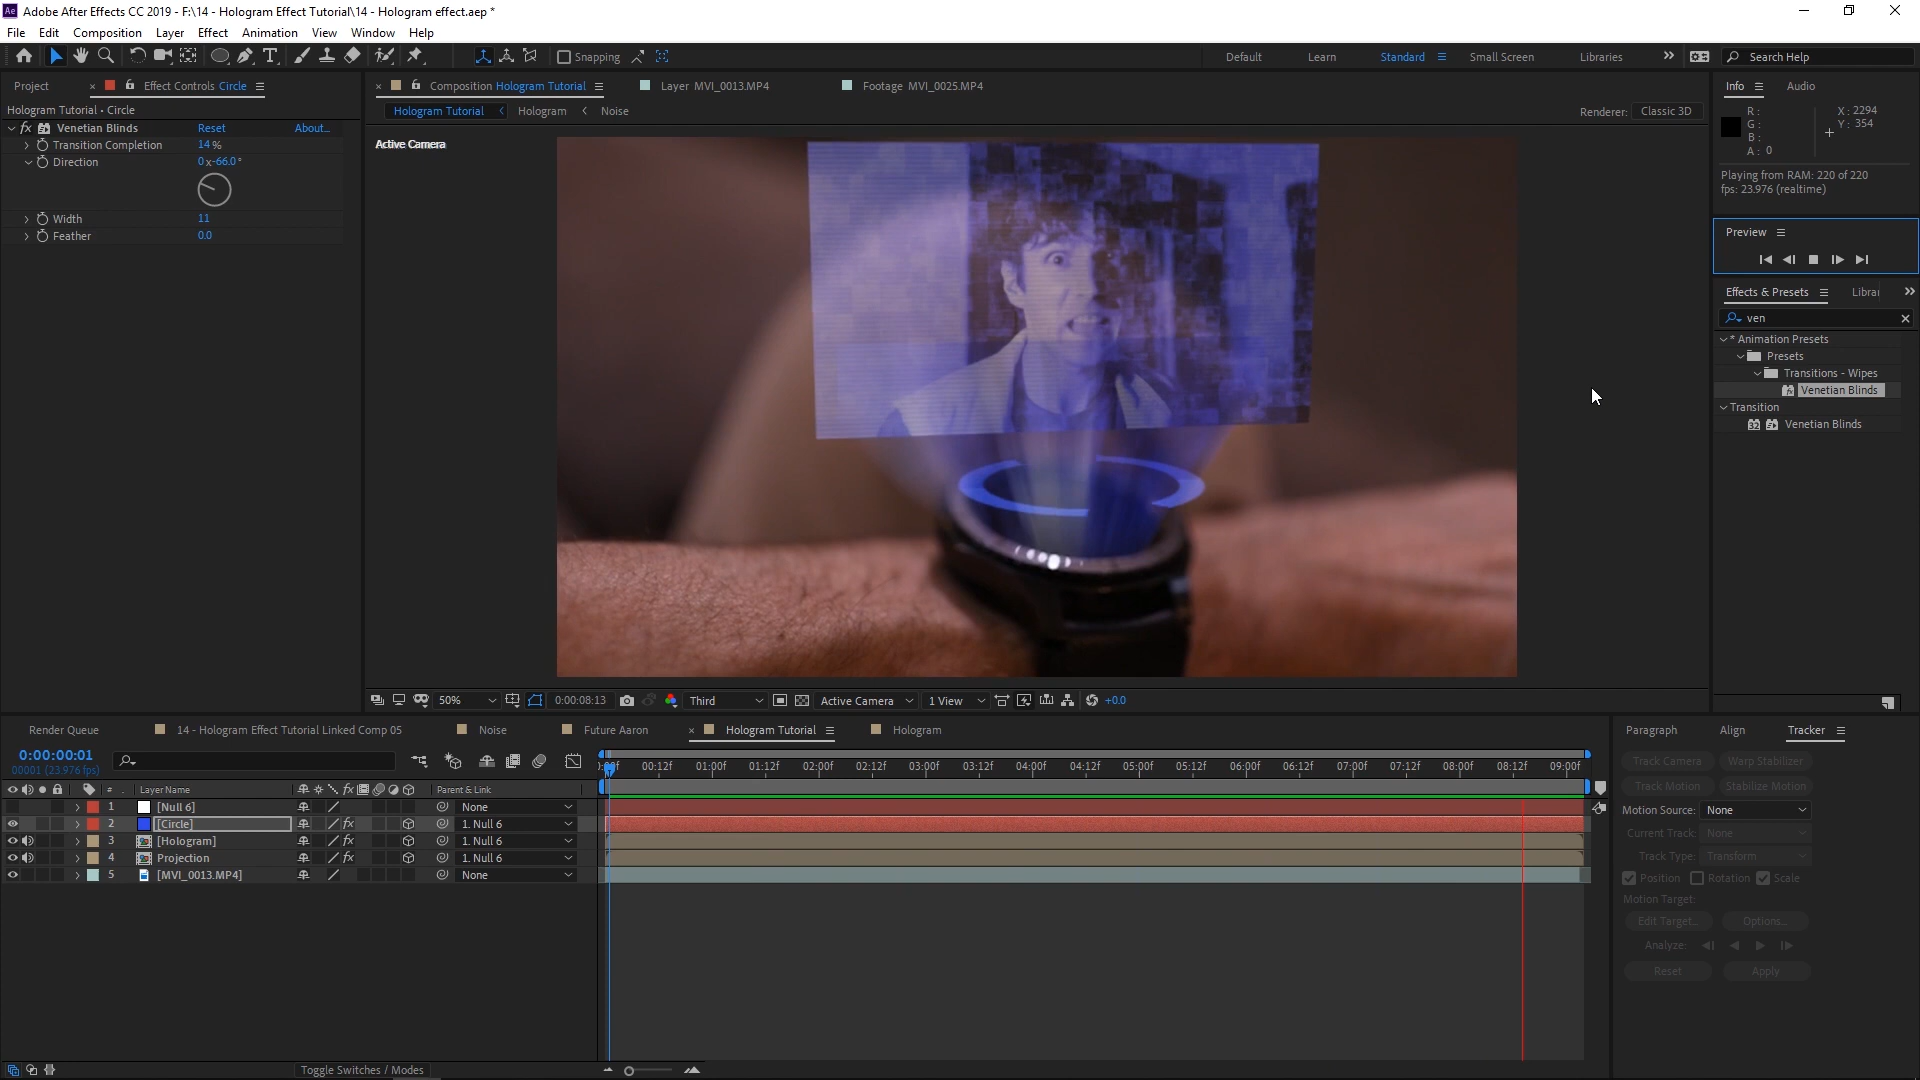 Ae Adobe After Effects CC 2019 - F:\14 - Hologram Effect Tutorial\14 - Hologram effect.aep *
File Edit Composition Layer Effect Animation View Window Help
Snapping Default Learn Standard Small Screen Libraries Search Help
Project Effect Controls Circle
Hologram Tutorial • Circle
fx Venetian Blinds Reset About...
Transition Completion 14%
Direction 0x-66.0°
Width 11
Feather 0.0
Composition Hologram Tutorial Layer MVI_0013.MP4 Footage MVI_0025.MP4
Hologram Tutorial Hologram Noise Renderer: Classic 3D
Active Camera
50% 0:00:08:13 Third Active Camera 1 View +0.0
Info Audio
R: X: 2294
G: Y: 354
B:
A: 0
Playing from RAM: 220 of 220
fps: 23.976 (realtime)
Preview
Effects & Presets Librar
ven
* Animation Presets
Presets
Transitions - Wipes
Venetian Blinds
Transition
32 Venetian Blinds
Render Queue 14 - Hologram Effect Tutorial Linked Comp 05 Noise Future Aaron Hologram Tutorial Hologram
0:00:00:01
00001 (23.976 fps)
00:12f 01:00f 01:12f 02:00f 02:12f 03:00f 03:12f 04:00f 04:12f 05:00f 05:12f 06:00f 06:12f 07:00f 07:12f 08:00f 08:12f 09:00f
# Layer Name Parent & Link
1 [Null 6] None
2 [Circle] fx 1. Null 6
3 [Hologram] fx 1. Null 6
4 Projection fx 1. Null 6
5 [MVI_0013.MP4] None
Toggle Switches / Modes
Paragraph Align Tracker
Track Camera Warp Stabilizer
Track Motion Stabilize Motion
Motion Source: None
Current Track: None
Track Type: Transform
Position Rotation Scale
Motion Target:
Edit Target... Options...
Analyze:
Reset Apply